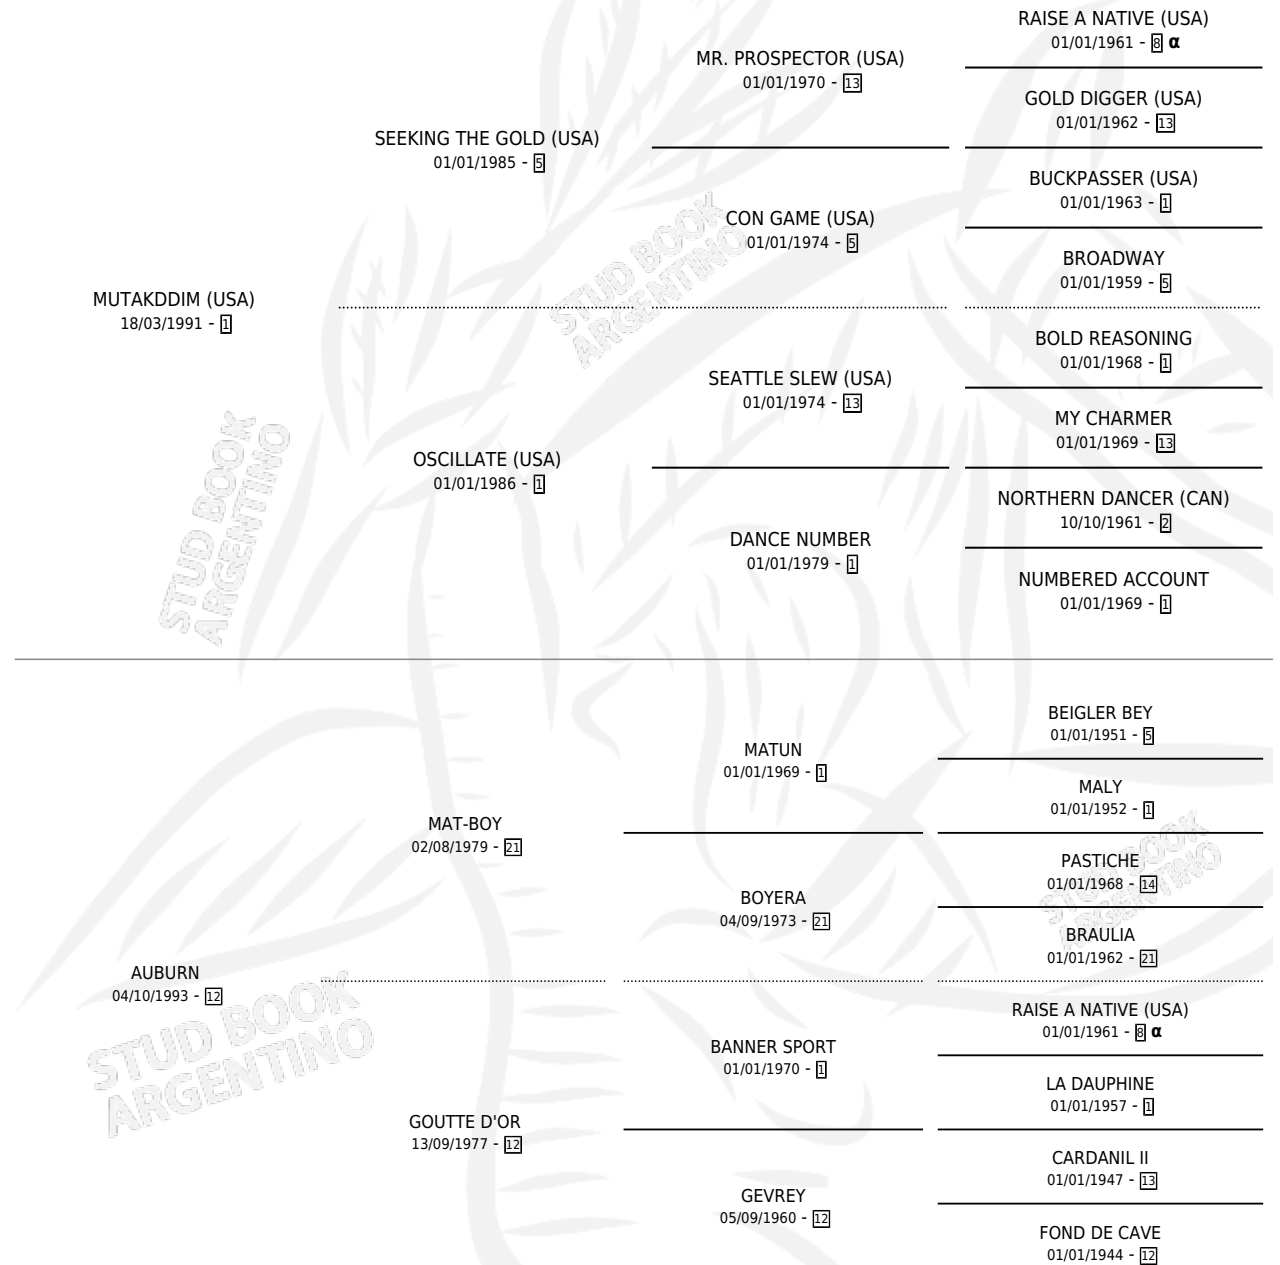 RAISE A NATIVE (USA)
01/01/1961 - 8 α
MR. PROSPECTOR (USA)
01/01/1970 - 13
GOLD DIGGER (USA)
01/01/1962 - 13
SEEKING THE GOLD (USA)
01/01/1985 - 5
BUCKPASSER (USA)
01/01/1963 - 1
CON GAME (USA)
01/01/1974 - 5
BROADWAY
01/01/1959 - 5
MUTAKDDIM (USA)
18/03/1991 - 1
BOLD REASONING
01/01/1968 - 1
SEATTLE SLEW (USA)
01/01/1974 - 13
MY CHARMER
01/01/1969 - 13
OSCILLATE (USA)
01/01/1986 - 1
NORTHERN DANCER (CAN)
10/10/1961 - 2
DANCE NUMBER
01/01/1979 - 1
NUMBERED ACCOUNT
01/01/1969 - 1
BEIGLER BEY
01/01/1951 - 5
MATUN
01/01/1969 - 1
MALY
01/01/1952 - 1
MAT-BOY
02/08/1979 - 21
PASTICHE
01/01/1968 - 14
BOYERA
04/09/1973 - 21
BRAULIA
01/01/1962 - 21
AUBURN
04/10/1993 - 12
RAISE A NATIVE (USA)
01/01/1961 - 8 α
BANNER SPORT
01/01/1970 - 1
LA DAUPHINE
01/01/1957 - 1
GOUTTE D'OR
13/09/1977 - 12
CARDANIL II
01/01/1947 - 13
GEVREY
05/09/1960 - 12
FOND DE CAVE
01/01/1944 - 12
STUD BOOK
ARGENTINO
STUD BOOK
ARGENTINO
STUD BOOK
ARGENTINO
STUD BOOK
ARGENTINO